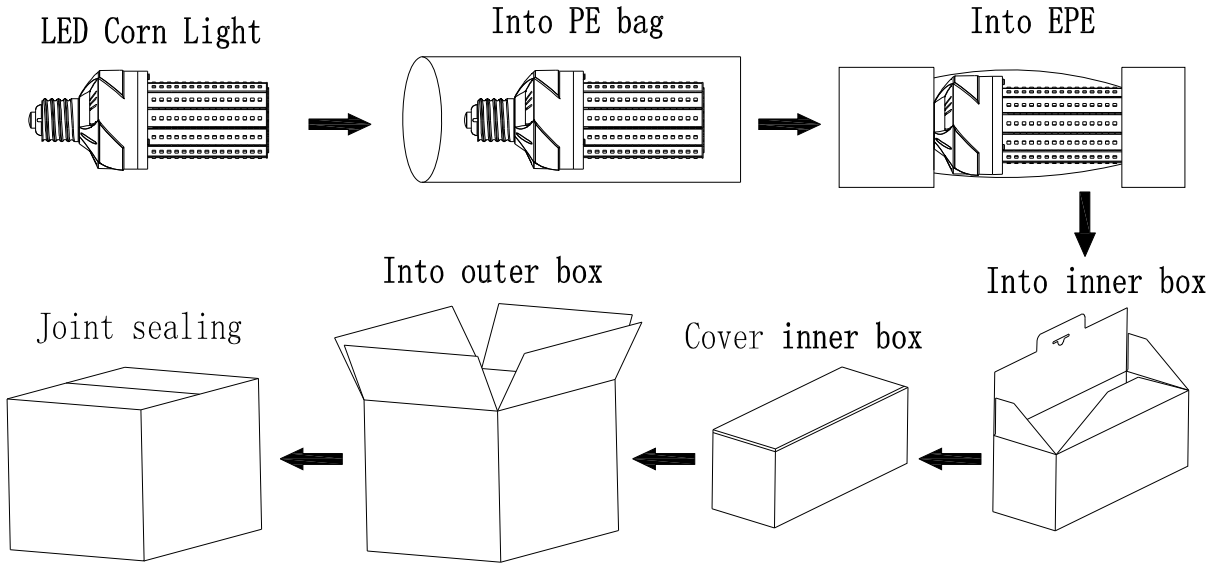 LED Corn Light
Into PE bag
Into EPE
Into inner box
Cover inner box
Into outer box
Joint sealing